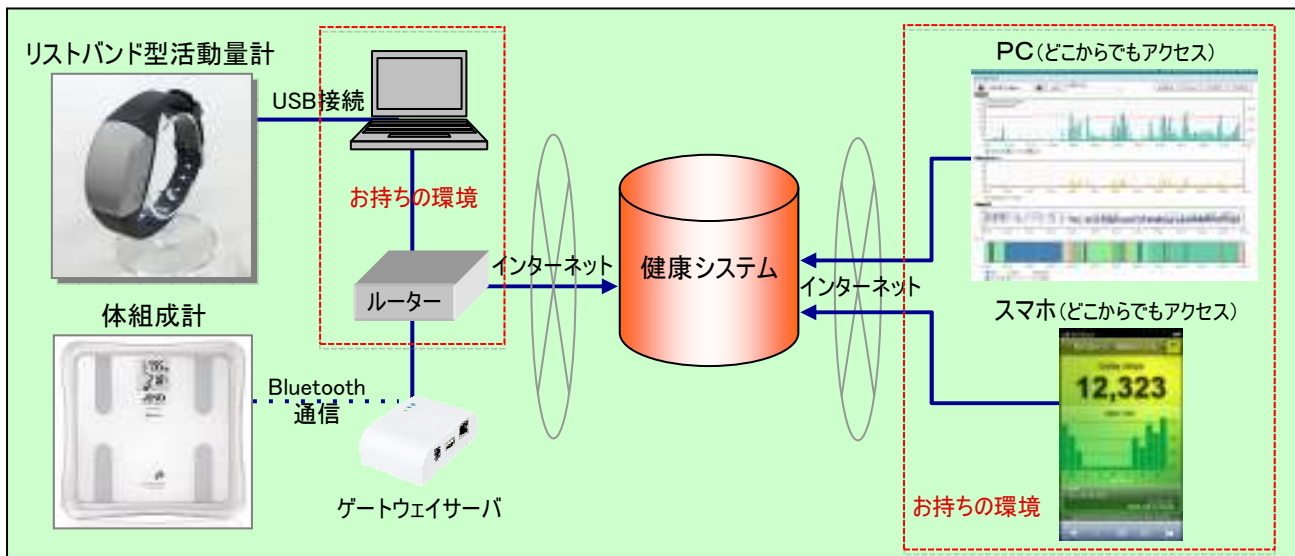 リストバンド型活動量計
USB接続
お持ちの環境
ルーター
インターネット
体組成計
Bluetooth
通信
ゲートウェイサーバ
健康システム
インターネット
PC(どこからでもアクセス)
スマホ(どこからでもアクセス)
12,323
お持ちの環境